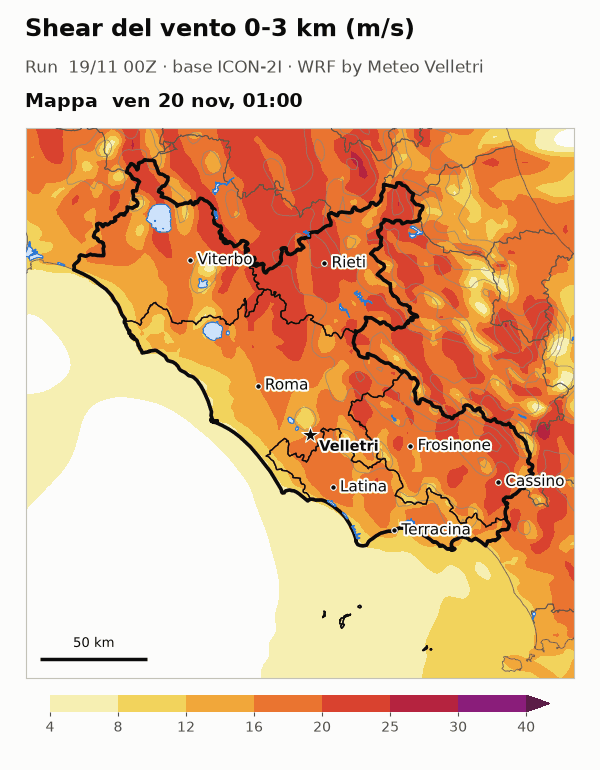 Shear del vento 0-3 km (m/s)
Run  19/11 00Z · base ICON-2I · WRF by Meteo Velletri
Mappa  ven 20 nov, 01:00
Viterbo
Rieti
Roma
Velletri
Frosinone
Latina
Cassino
Terracina
50 km
4 8 12 16 20 25 30 40